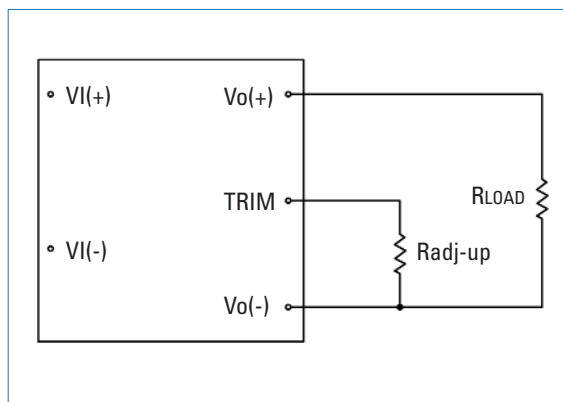 VI(+)
Vo(+)
TRIM
RLOAD
VI(-)
Radj-up
Vo(-)